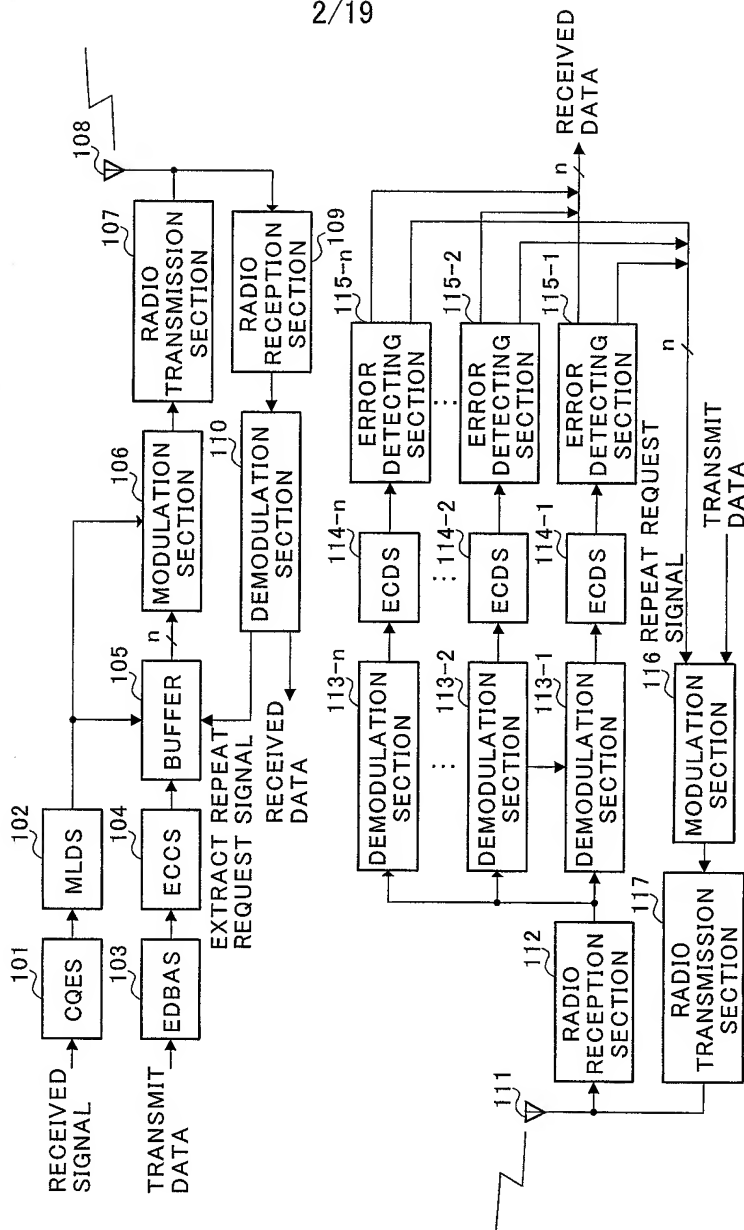 2/19
RECEIVED
SIGNAL
101
CQES
102
MLDS
TRANSMIT
DATA
103
EDBAS
104
ECCS
105
BUFFER
n
106
MODULATION
SECTION
107
RADIO
TRANSMISSION
SECTION
108
109
RADIO
RECEPTION
SECTION
110
DEMODULATION
SECTION
EXTRACT REPEAT
REQUEST SIGNAL
RECEIVED
DATA
111
112
RADIO
RECEPTION
SECTION
113-n
DEMODULATION
SECTION
114-n
ECDS
115-n
ERROR
DETECTING
SECTION
...
...
...
113-2
DEMODULATION
SECTION
114-2
ECDS
115-2
ERROR
DETECTING
SECTION
113-1
DEMODULATION
SECTION
114-1
ECDS
115-1
ERROR
DETECTING
SECTION
n
RECEIVED
DATA
n
116 REPEAT REQUEST
SIGNAL
MODULATION
SECTION
TRANSMIT
DATA
117
RADIO
TRANSMISSION
SECTION